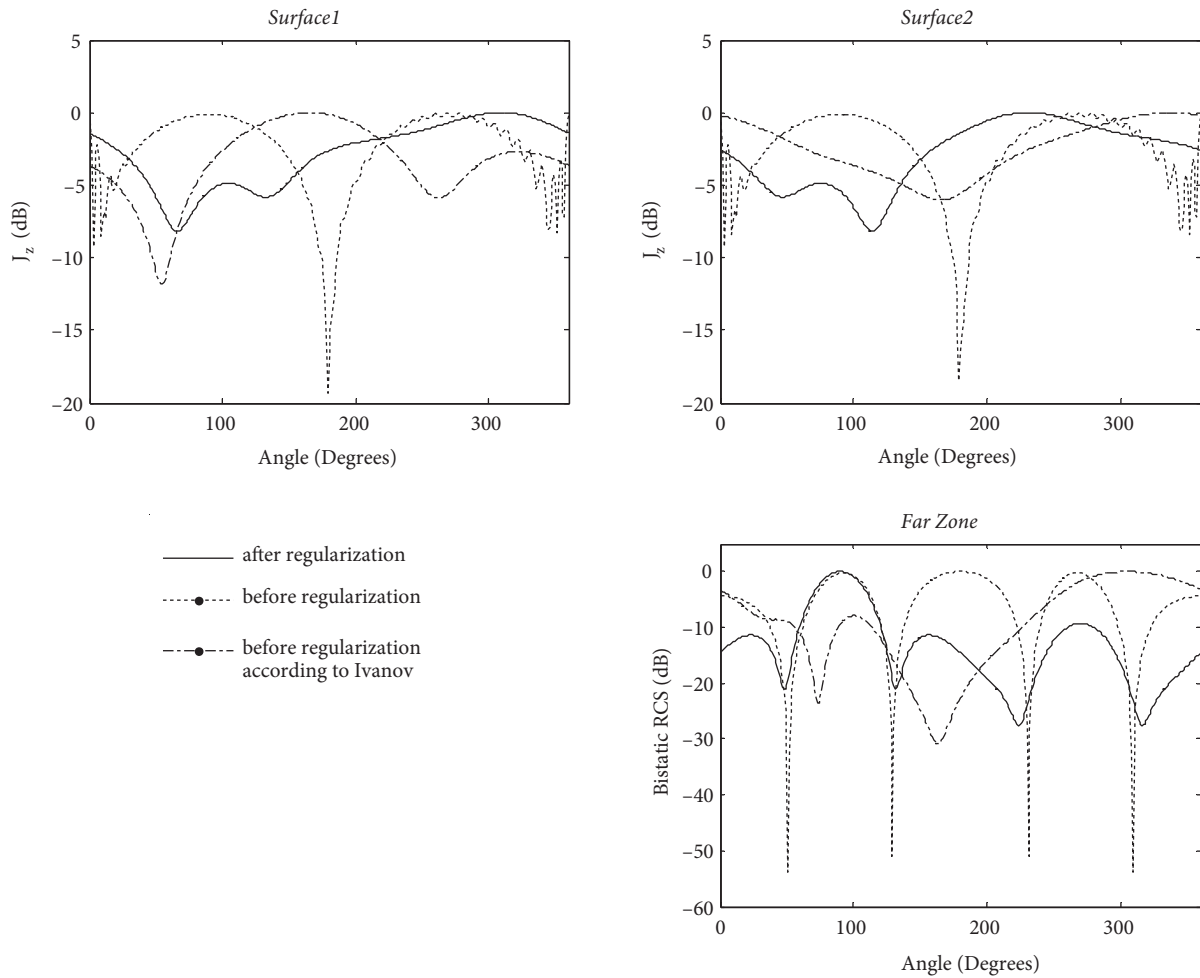 Surface1
5
0
−5
−10
−15
−20
J_z (dB)
0 100 200 300
Angle (Degrees)
Surface2
5
0
−5
−10
−15
−20
J_z (dB)
0 100 200 300
Angle (Degrees)
after regularization
before regularization
before regularization
according to Ivanov
Far Zone
0
−10
−20
−30
−40
−50
−60
Bistatic RCS (dB)
0 100 200 300
Angle (Degrees)